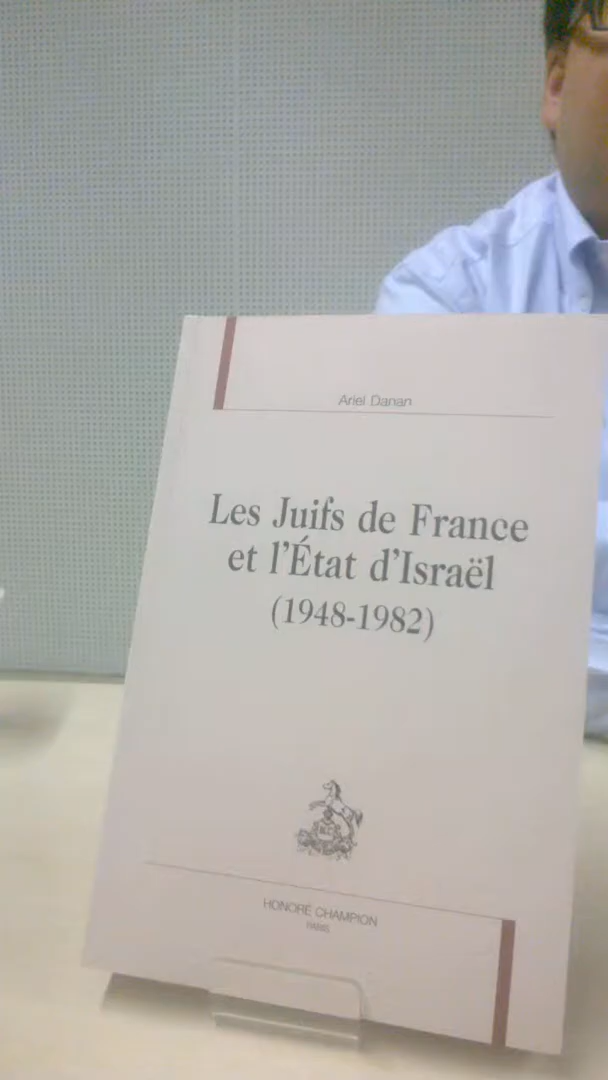 Ariel Danan
Les Juifs de France
et l'État d'Israël
(1948-1982)
HONORÉ CHAMPION
PARIS